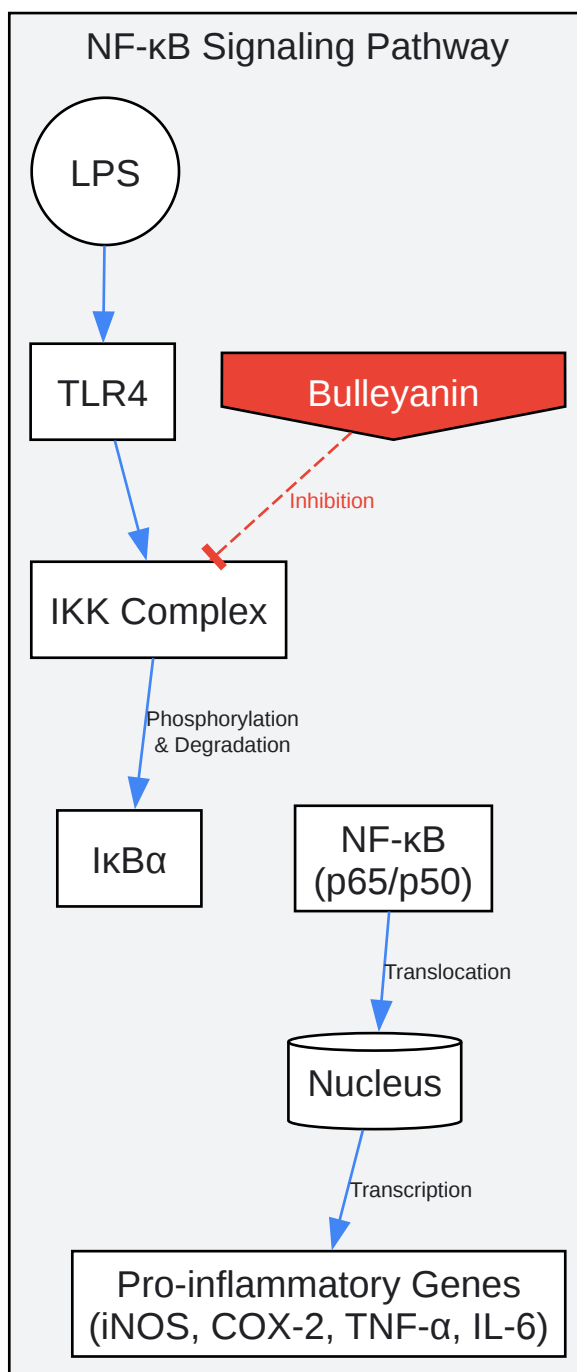 NF-κB Signaling Pathway
LPS
TLR4
Bulleyanin
Inhibition
IKK Complex
Phosphorylation
& Degradation
IκBα
NF-κB
(p65/p50)
Translocation
Nucleus
Transcription
Pro-inflammatory Genes
(iNOS, COX-2, TNF-α, IL-6)